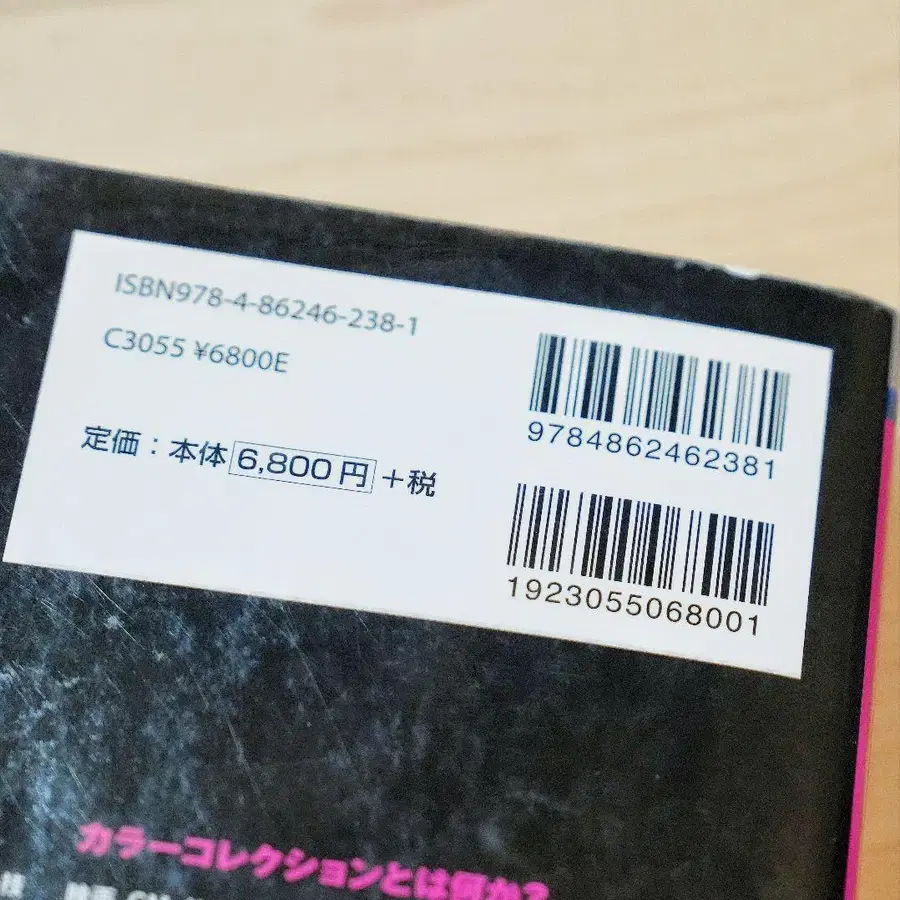 ISBN978-4-86246-238-1
C3055 ¥6800E
定価：本体 6,800円 +税
9784862462381
1923055068001
カラーコレクションとは何か?